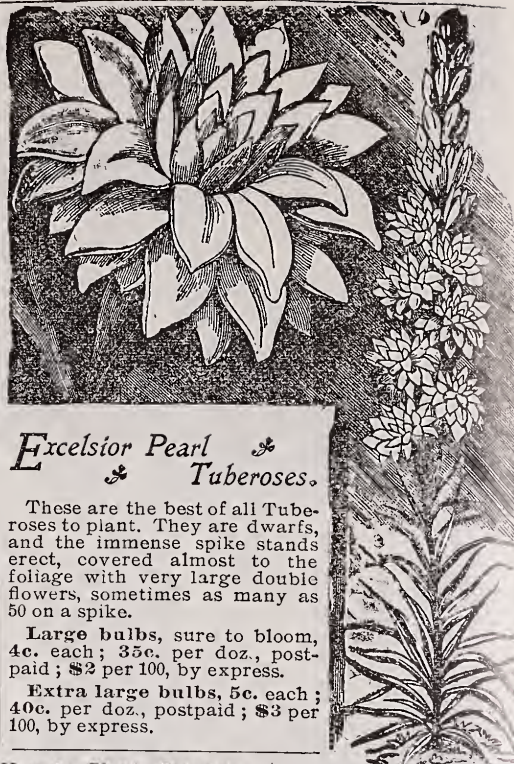 Excelsior Pearl
Tuberoses.
These are the best of all Tube-
roses to plant. They are dwarfs,
and the immense spike stands
erect, covered almost to the
foliage with very large double
flowers, sometimes as many as
50 on a spike.
Large bulbs, sure to bloom,
4c. each; 35c. per doz., post-
paid; $2 per 100, by express.
Extra large bulbs, 5c. each;
40c. per doz., postpaid; $3 per
100, by express.